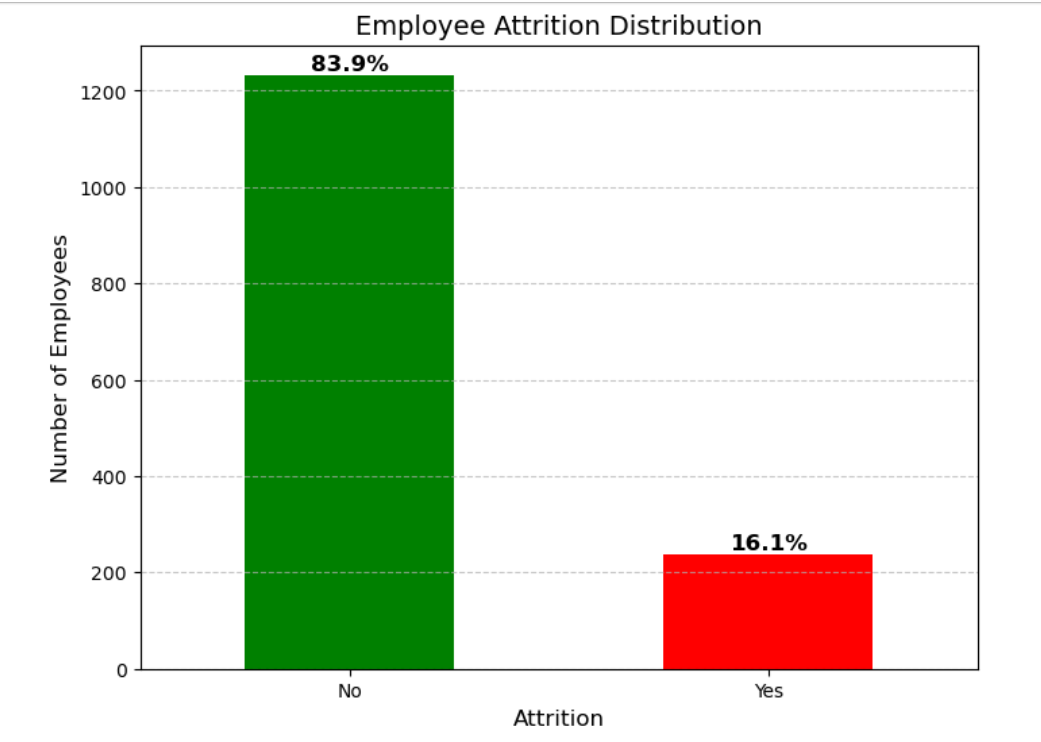 Employee Attrition Distribution
83.9%
1200
1000
800
600
400
200
0
Number of Employees
16.1%
No
Yes
Attrition